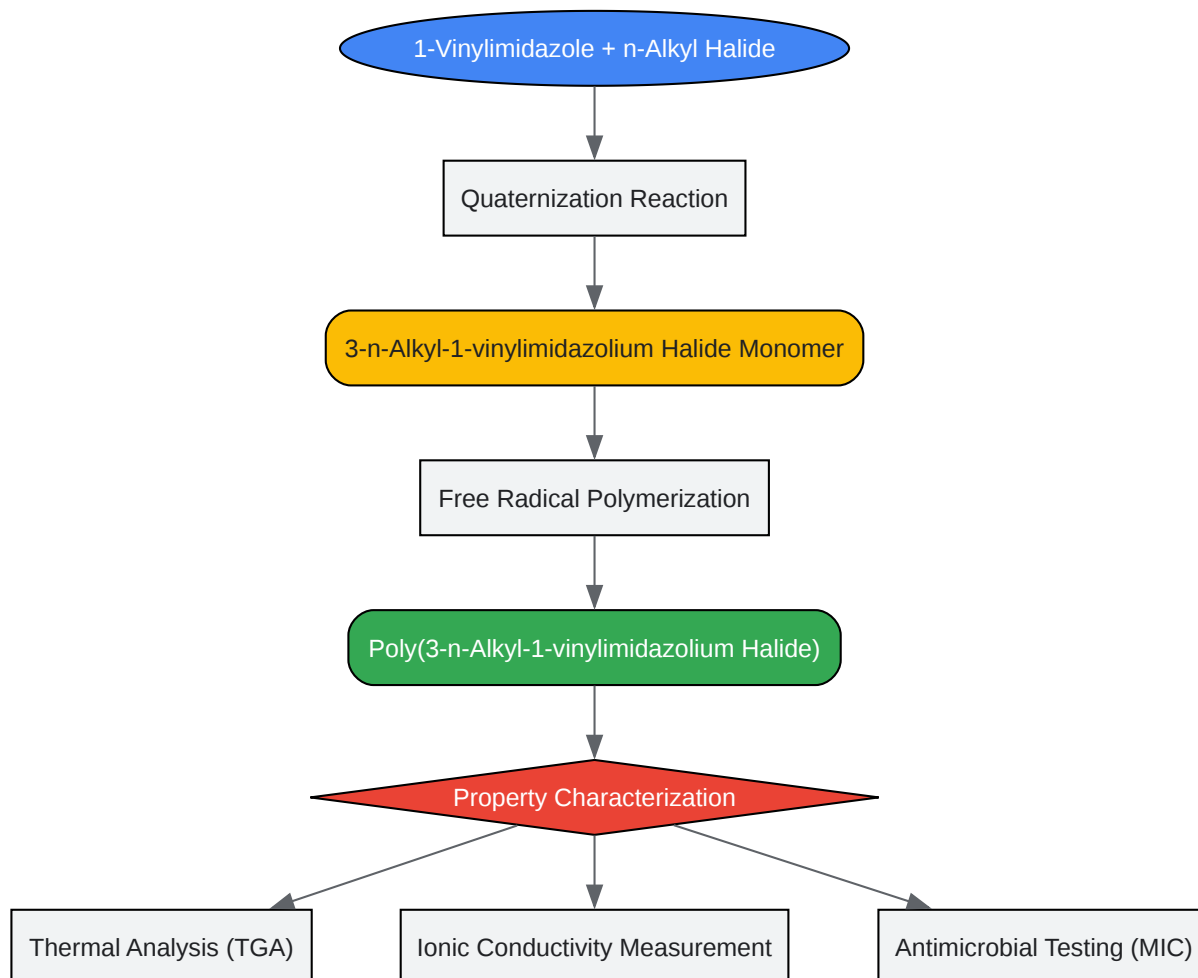 1-Vinylimidazole + n-Alkyl Halide
Quaternization Reaction
3-n-Alkyl-1-vinylimidazolium Halide Monomer
Free Radical Polymerization
Poly(3-n-Alkyl-1-vinylimidazolium Halide)
Property Characterization
Thermal Analysis (TGA)
Ionic Conductivity Measurement
Antimicrobial Testing (MIC)